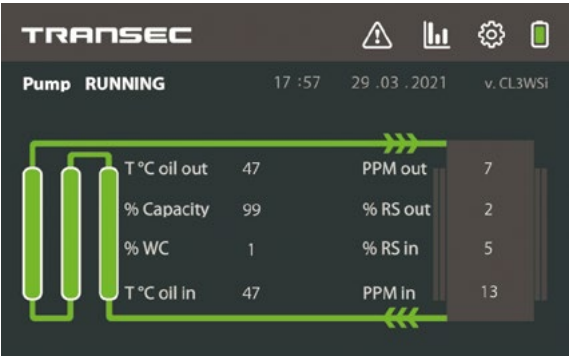 TRANSEC
Pump RUNNING 17 :57 29 .03 .2021 v. CL3WSi
T °C oil out 47 PPM out 7
% Capacity 99 % RS out 2
% WC 1 % RS in 5
T °C oil in 47 PPM in 13